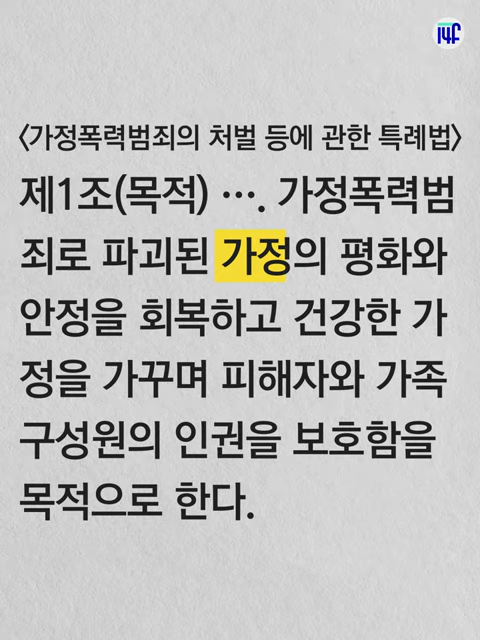 14F
〈가정폭력범죄의 처벌 등에 관한 특례법〉
제1조(목적) …. 가정폭력범
죄로 파괴된 가정의 평화와
안정을 회복하고 건강한 가
정을 가꾸며 피해자와 가족
구성원의 인권을 보호함을
목적으로 한다.